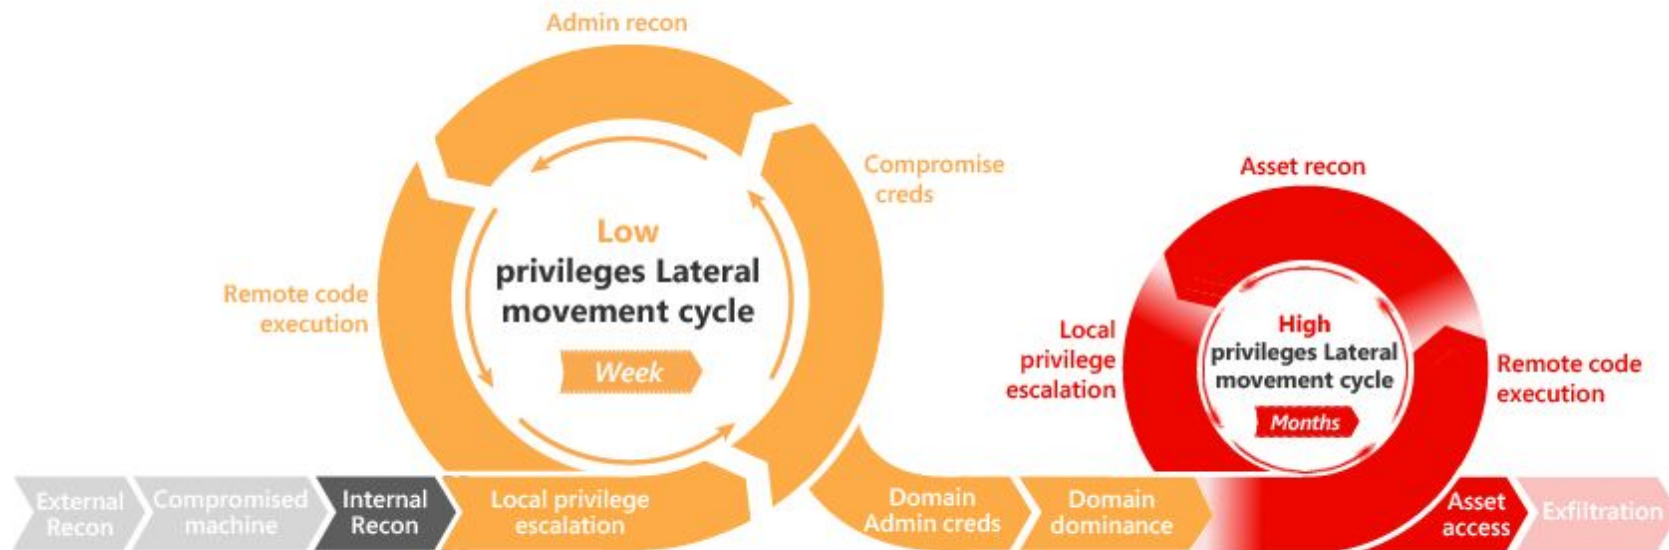 Admin recon
Compromise
creds
Remote code
execution
Low
privileges Lateral
movement cycle
Week
Asset recon
Local
privilege
escalation
High
privileges Lateral
movement cycle
Months
Remote code
execution
External
Recon
Compromised
machine
Internal
Recon
Local privilege
escalation
Domain
Admin creds
Domain
dominance
Asset
access
Exfiltration